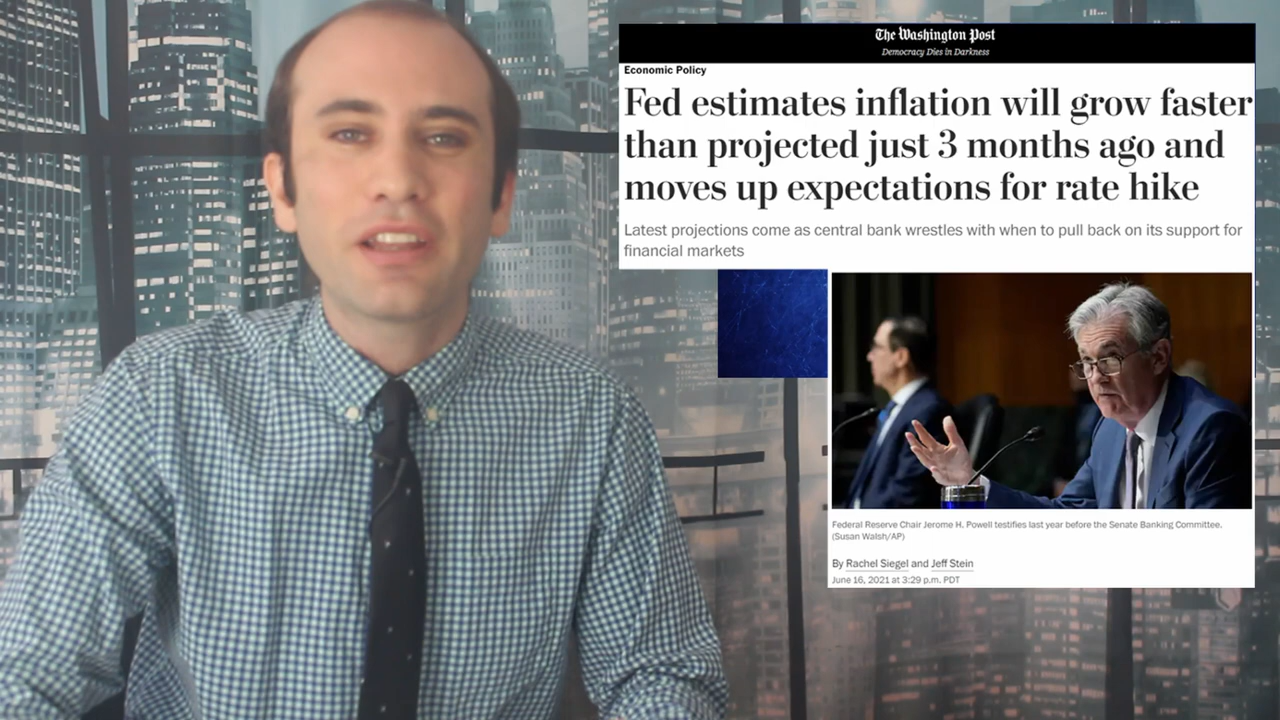 The Washington Post
Democracy Dies in Darkness
Economic Policy
Fed estimates inflation will grow faster
than projected just 3 months ago and
moves up expectations for rate hike
Latest projections come as central bank wrestles with when to pull back on its support for
financial markets
Federal Reserve Chair Jerome H. Powell testifies last year before the Senate Banking Committee.
(Susan Walsh/AP)
By Rachel Siegel and Jeff Stein
June 16, 2021 at 3:29 p.m. PDT